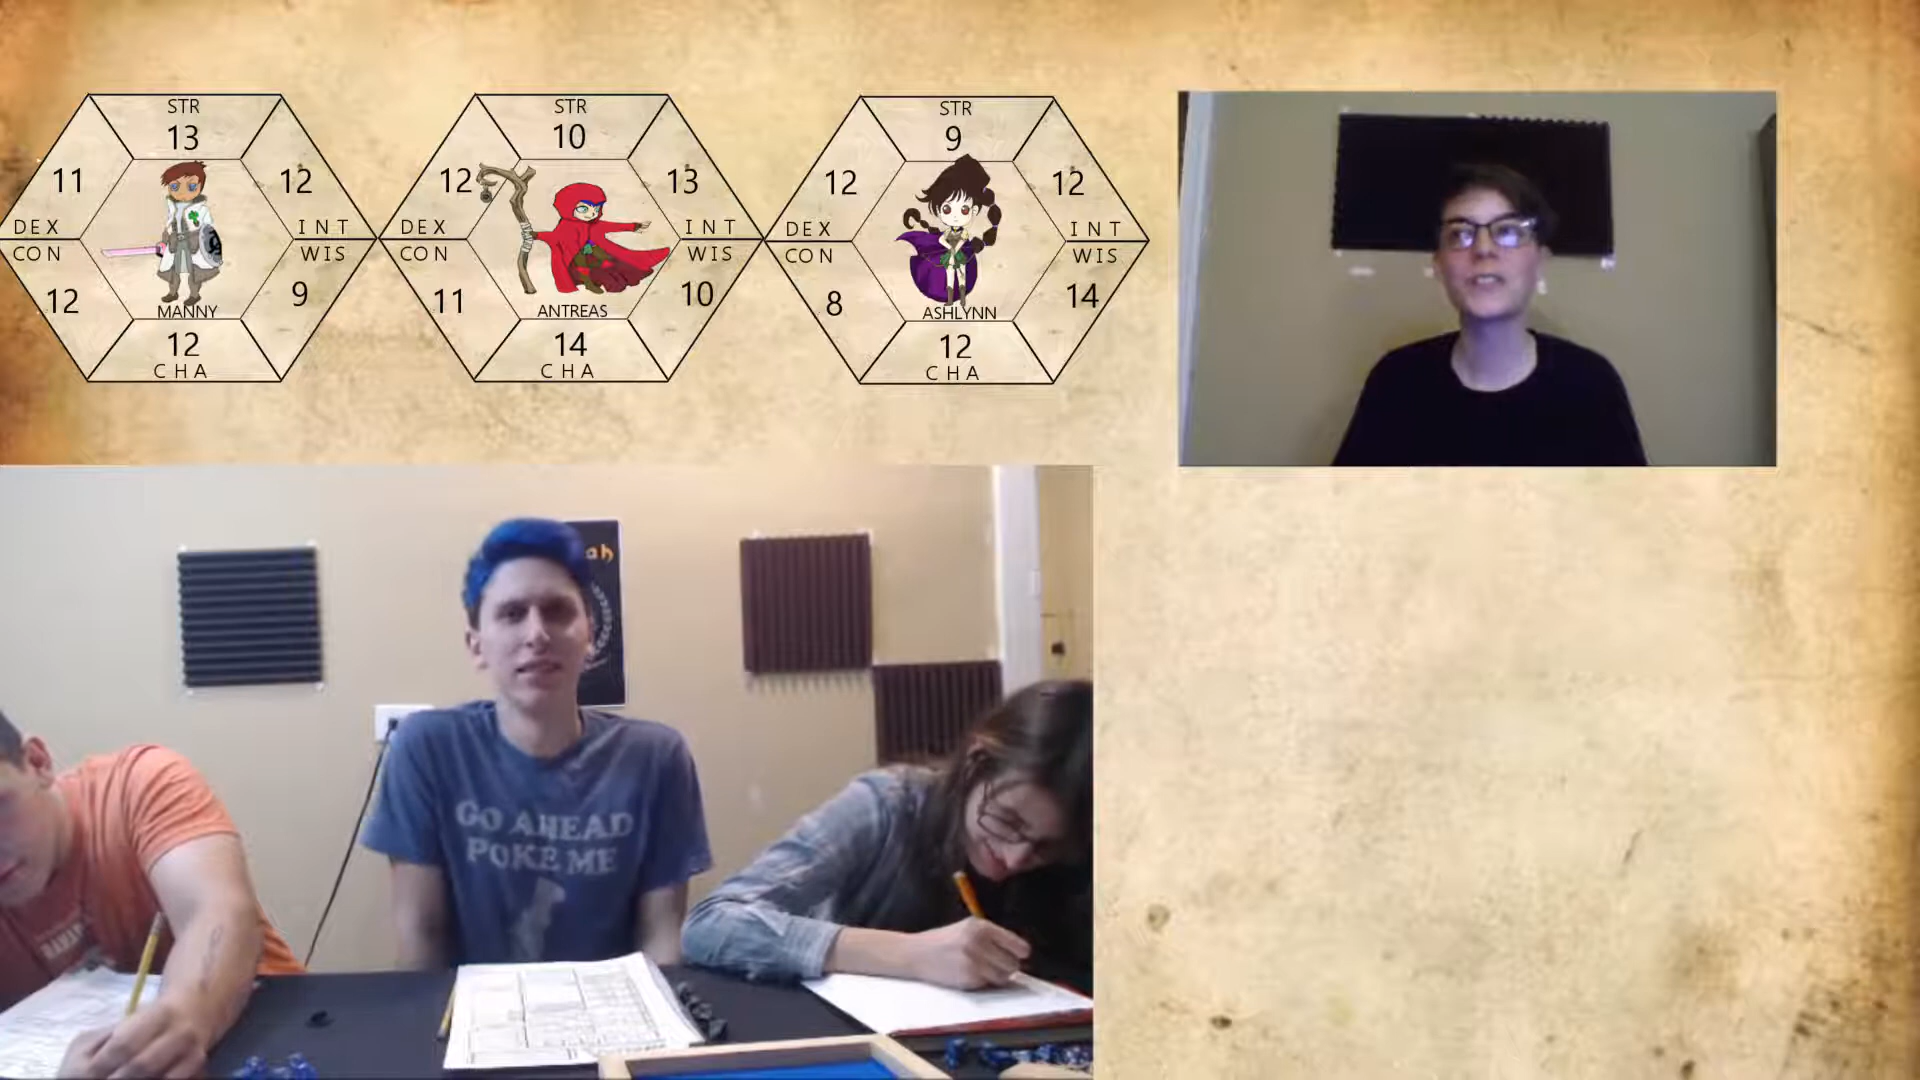 STR
13
11
12
DEX
INT
CON
WIS
12
9
MANNY
12
CHA
STR
10
12
13
DEX
INT
CON
WIS
11
10
ANTREAS
14
CHA
STR
9
12
12
DEX
INT
CON
WIS
8
14
ASHLYNN
12
CHA
ah
GO AHEAD
POKE ME